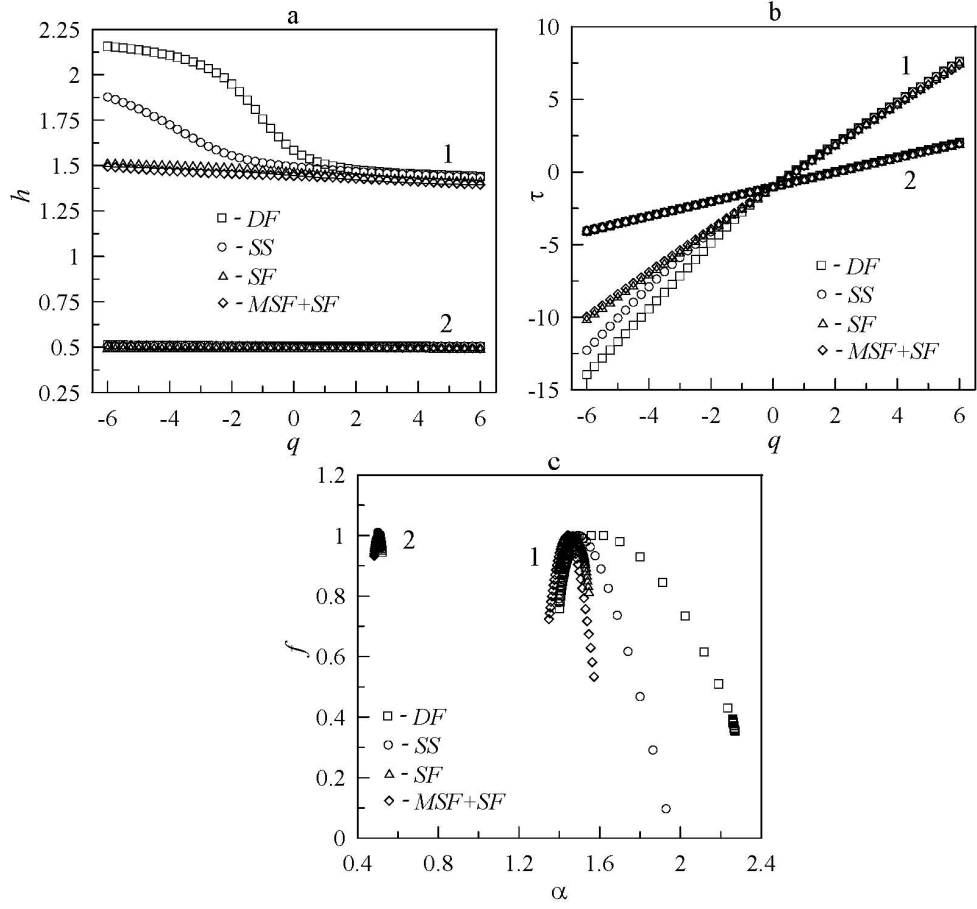 a
b
2.25
2
1.75
1.5
1.25
1
0.75
0.5
0.25
h
1
- DF
- SS
- SF
- MSF+SF
2
-6 -4 -2 0 2 4 6
q
10
5
0
-5
-10
-15
τ
1
2
- DF
- SS
- SF
- MSF+SF
-6 -4 -2 0 2 4 6
q
c
1.4
1.2
1
0.8
0.6
0.4
0.2
0
f
2
1
- DF
- SS
- SF
- MSF+SF
0.4 0.8 1.2 1.6 2 2.4
α